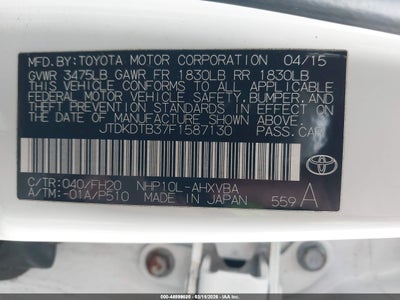 MFD.BY:TOYOTA MOTOR CORPORATION 04/15
GVWR 3475LB GAWR FR 1830LB RR 1830LB
THIS VEHICLE CONFORMS TO ALL APPLICABLE
FEDERAL MOTOR VEHICLE SAFETY,BUMPER,AND
THEFT PREVENTION STANDARDS IN EFFECT ON
THE DATE OF MANUFACTURE SHOWN ABOVE.
JTDKDTB37F1587130 PASS.CAR
C/TR:040/FH20 NHP10L-AHXVBA
A/TM:-01A/P510 MADE IN JAPAN 559 A
TOYOTA